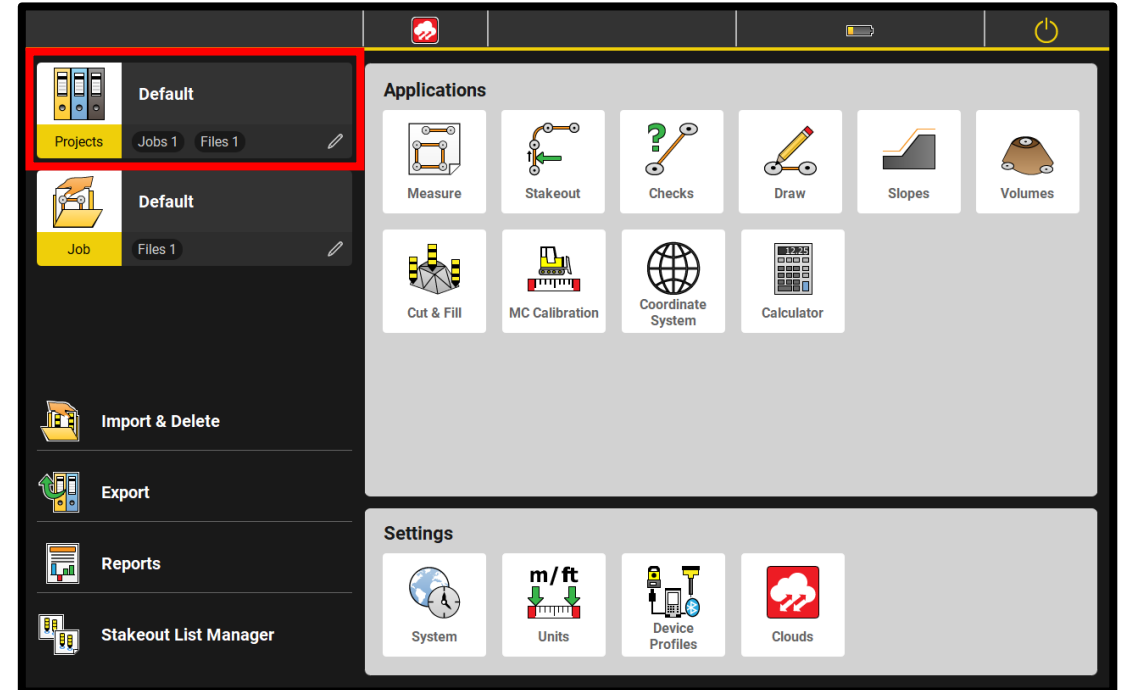 Default
Projects
Jobs 1 Files 1
Default
Job
Files 1
Import & Delete
Export
Reports
Stakeout List Manager
Applications
?
Measure
Stakeout
Checks
Draw
Slopes
Volumes
12.25
Cut & Fill
MC Calibration
Coordinate
System
Calculator
Settings
m/ft
System
Units
Device
Profiles
Clouds